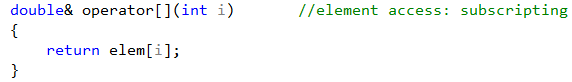 double& operator[](int i)       //element access: subscripting
{
    return elem[i];
}